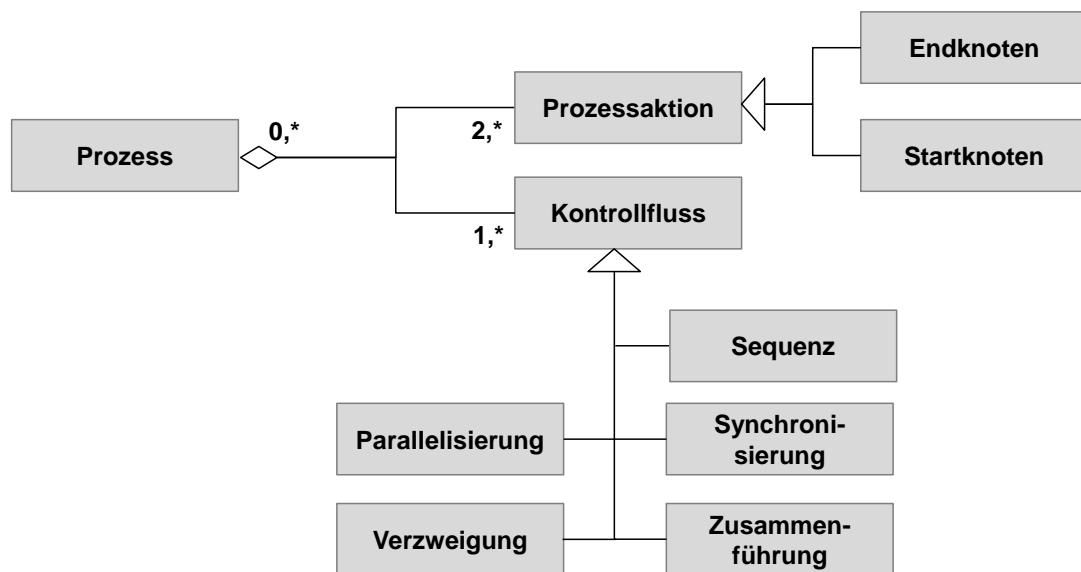 Endknoten
Prozessaktion
0,*
2,*
Prozess
Startknoten
Kontrollfluss
1,*
Sequenz
Parallelisierung
Synchroni-
sierung
Verzweigung
Zusammen-
führung